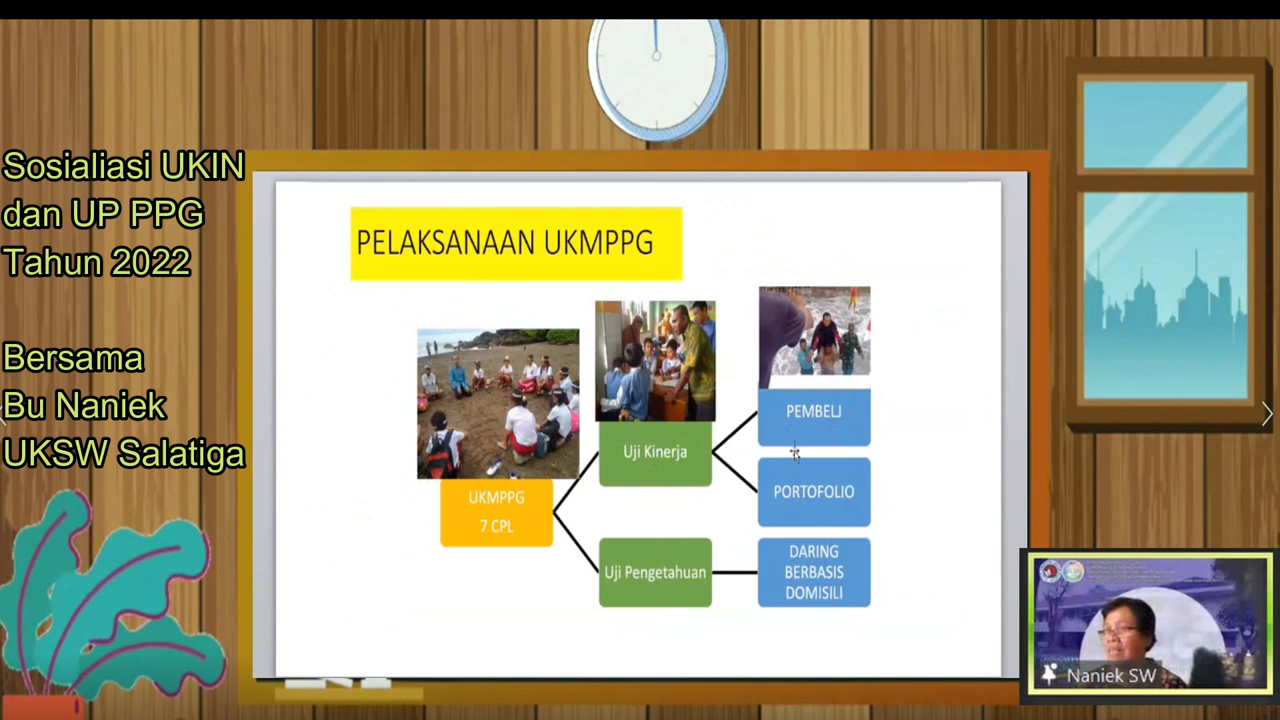 Sosialiasi UKIN
dan UP PPG
Tahun 2022
Bersama
Bu Naniek
UKSW Salatiga
PELAKSANAAN UKMPPG
UKMPPG
7 CPL
Uji Kinerja
Uji Pengetahuan
PEMBELJ
PORTOFOLIO
DARING
BERBASIS
DOMISILI
Naniek SW